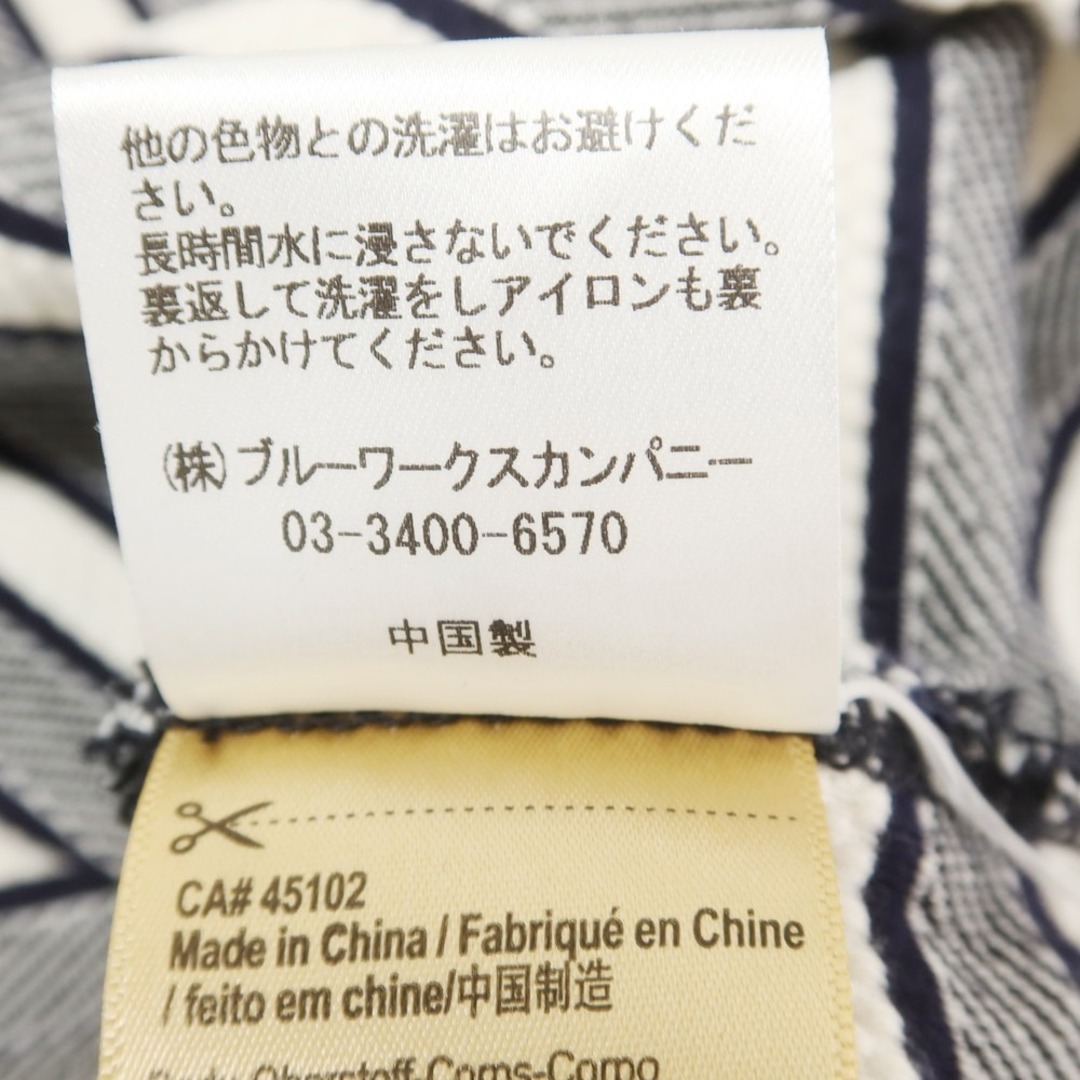 他の色物との洗濯はお避けくだ
さい。
長時間水に浸さないでください。
裏返して洗濯をしアイロンも裏
からかけてください。
(株)ブルーワークスカンパニー
03-3400-6570
中国製
CA# 45102
Made in China / Fabriqué en Chine
/ feito em chine/中国制造
Oberstoff-Corps-Corpo